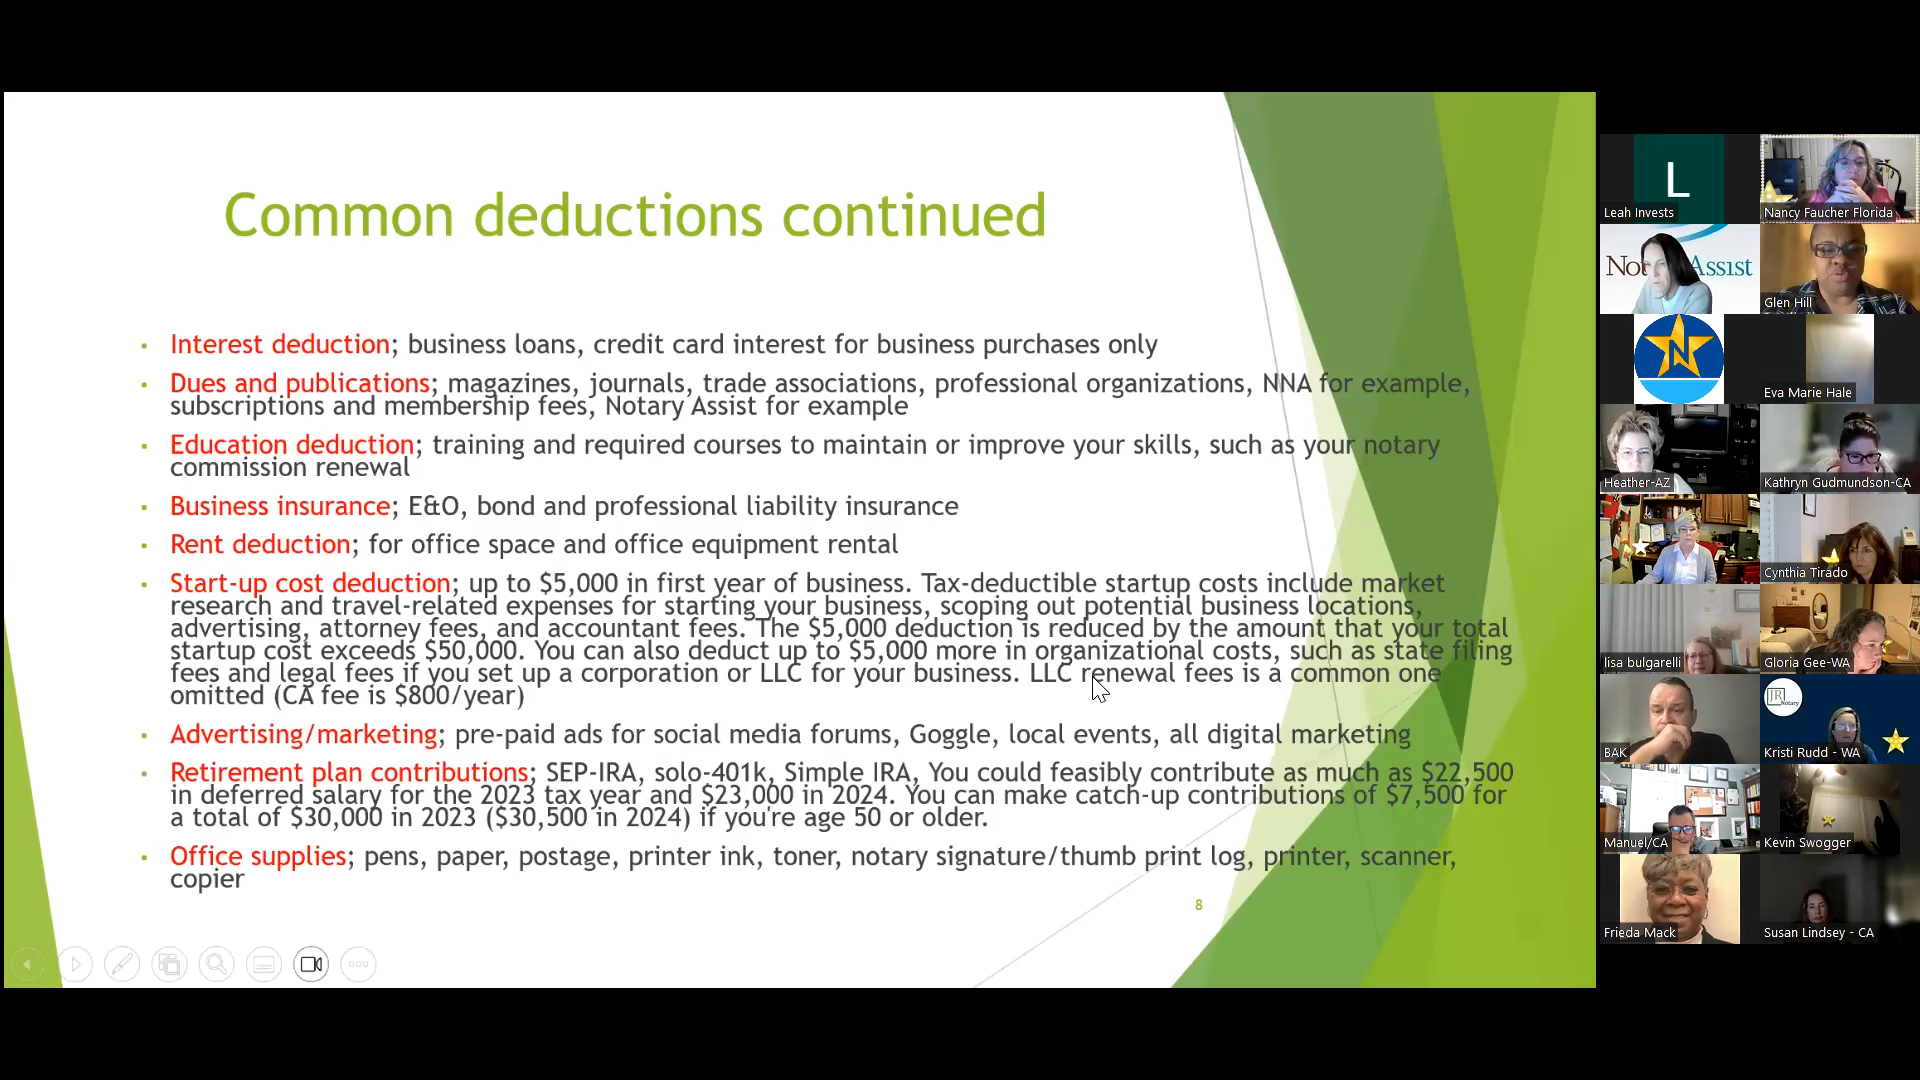 Common deductions continued
Interest deduction; business loans, credit card interest for business purchases only
Dues and publications; magazines, journals, trade associations, professional organizations, NNA for example,
subscriptions and membership fees, Notary Assist for example
Education deduction; training and required courses to maintain or improve your skills, such as your notary
commission renewal
Business insurance; E&O, bond and professional liability insurance
Rent deduction; for office space and office equipment rental
Start-up cost deduction; up to $5,000 in first year of business. Tax-deductible startup costs include market
research and travel-related expenses for starting your business, scoping out potential business locations,
advertising, attorney fees, and accountant fees. The $5,000 deduction is reduced by the amount that your total
startup cost exceeds $50,000. You can also deduct up to $5,000 more in organizational costs, such as state filing
fees and legal fees if you set up a corporation or LLC for your business. LLC renewal fees is a common one
omitted (CA fee is $800/year)
Advertising/marketing; pre-paid ads for social media forums, Goggle, local events, all digital marketing
Retirement plan contributions; SEP-IRA, solo-401k, Simple IRA, You could feasibly contribute as much as $22,500
in deferred salary for the 2023 tax year and $23,000 in 2024. You can make catch-up contributions of $7,500 for
a total of $30,000 in 2023 ($30,500 in 2024) if you're age 50 or older.
Office supplies; pens, paper, postage, printer ink, toner, notary signature/thumb print log, printer, scanner,
copier
8
L
Leah Invests
Nancy Faucher Florida
Assist
Glen Hill
N
Eva Marie Hale
Heather-AZ
Kathryn Gudmundson-CA
Cynthia Tirado
lisa bulgarelli
Gloria Gee-WA
BAK
JR
Notary
Kristi Rudd - WA
Manuel/CA
Kevin Swogger
Frieda Mack
Susan Lindsey - CA